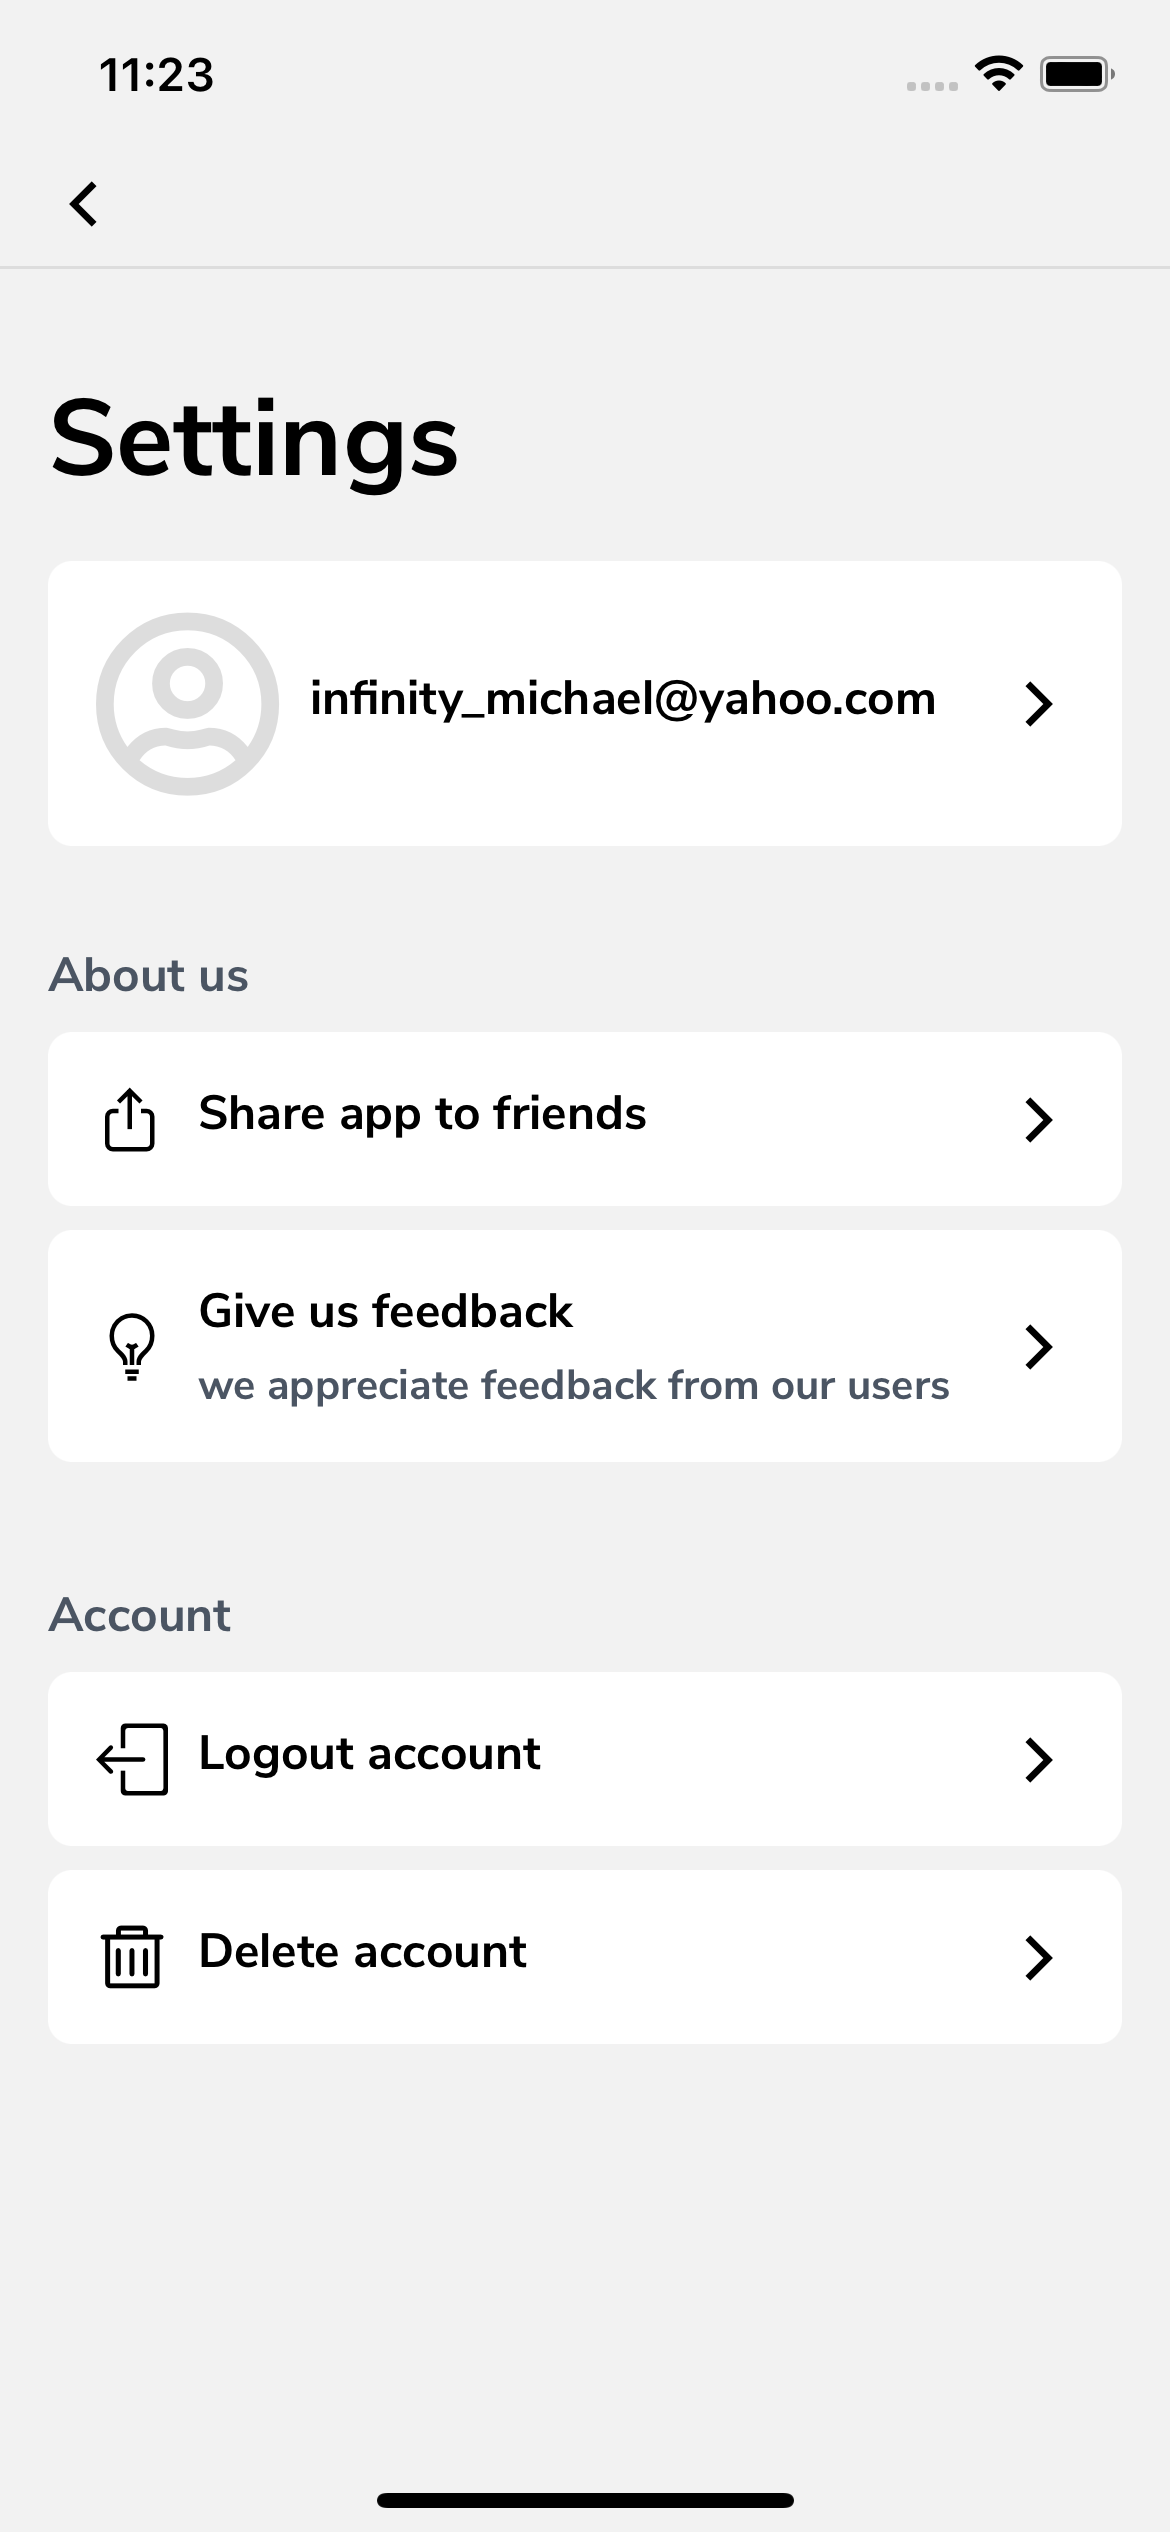 11:23
Settings
infinity_michael@yahoo.com
About us
Share app to friends
Give us feedback
we appreciate feedback from our users
Account
Logout account
Delete account